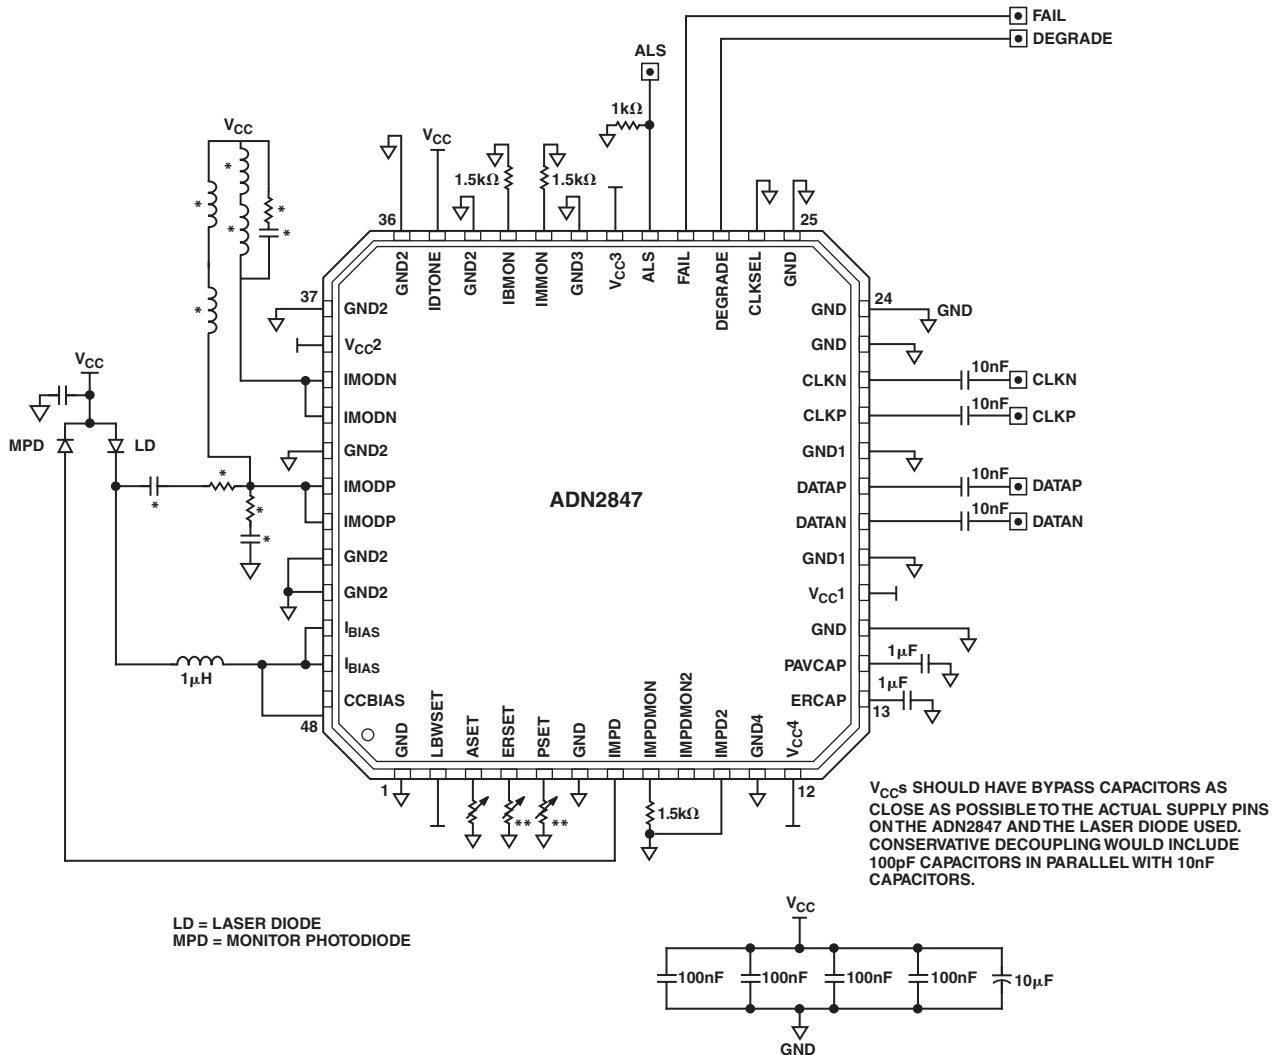 FAIL
DEGRADE
ALS
1kΩ
VCC
VCC
1.5kΩ
1.5kΩ
*
*
*
*
*
*
36
25
GND2
IDTONE
GND2
IBMON
IMMON
GND3
VCC3
ALS
FAIL
DEGRADE
CLKSEL
GND
37
GND2
VCC2
IMODN
IMODN
GND2
IMODP
IMODP
GND2
GND2
IBIAS
IBIAS
CCBIAS
48
VCC
MPD
LD
*
*
*
*
1μH
ADN2847
24
GND
GND
GND
CLKN
10nF
CLKN
CLKP
10nF
CLKP
GND1
DATAP
10nF
DATAP
DATAN
10nF
DATAN
GND1
VCC1
GND
PAVCAP
1μF
ERCAP
1μF
13
GND
LBWSET
ASET
ERSET
PSET
GND
IMPD
IMPDMON
IMPDMON2
IMPD2
GND4
VCC4
1
12
**
**
1.5kΩ
VCCs SHOULD HAVE BYPASS CAPACITORS AS
CLOSE AS POSSIBLE TO THE ACTUAL SUPPLY PINS
ON THE ADN2847 AND THE LASER DIODE USED.
CONSERVATIVE DECOUPLING WOULD INCLUDE
100pF CAPACITORS IN PARALLEL WITH 10nF
CAPACITORS.
LD = LASER DIODE
MPD = MONITOR PHOTODIODE
VCC
100nF
100nF
100nF
100nF
10μF
GND